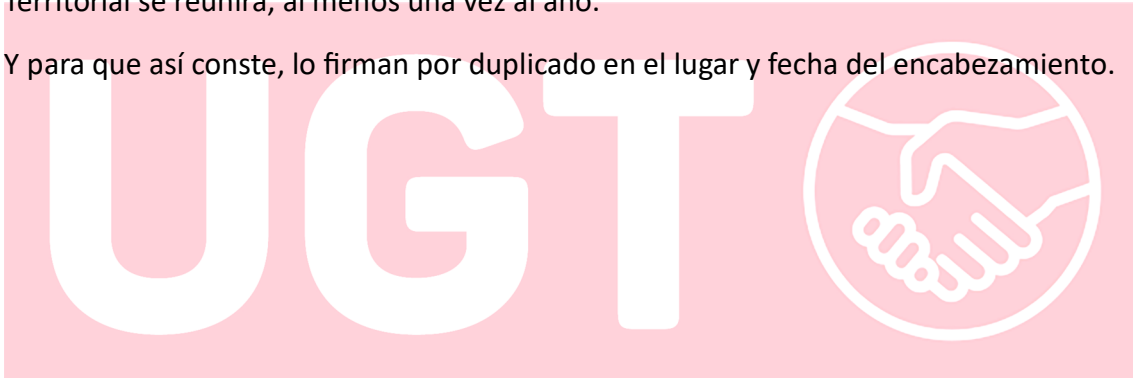 Territorial se reunirá, al menos una vez al año.
Y para que así conste, lo firman por duplicado en el lugar y fecha del encabezamiento.
UGT